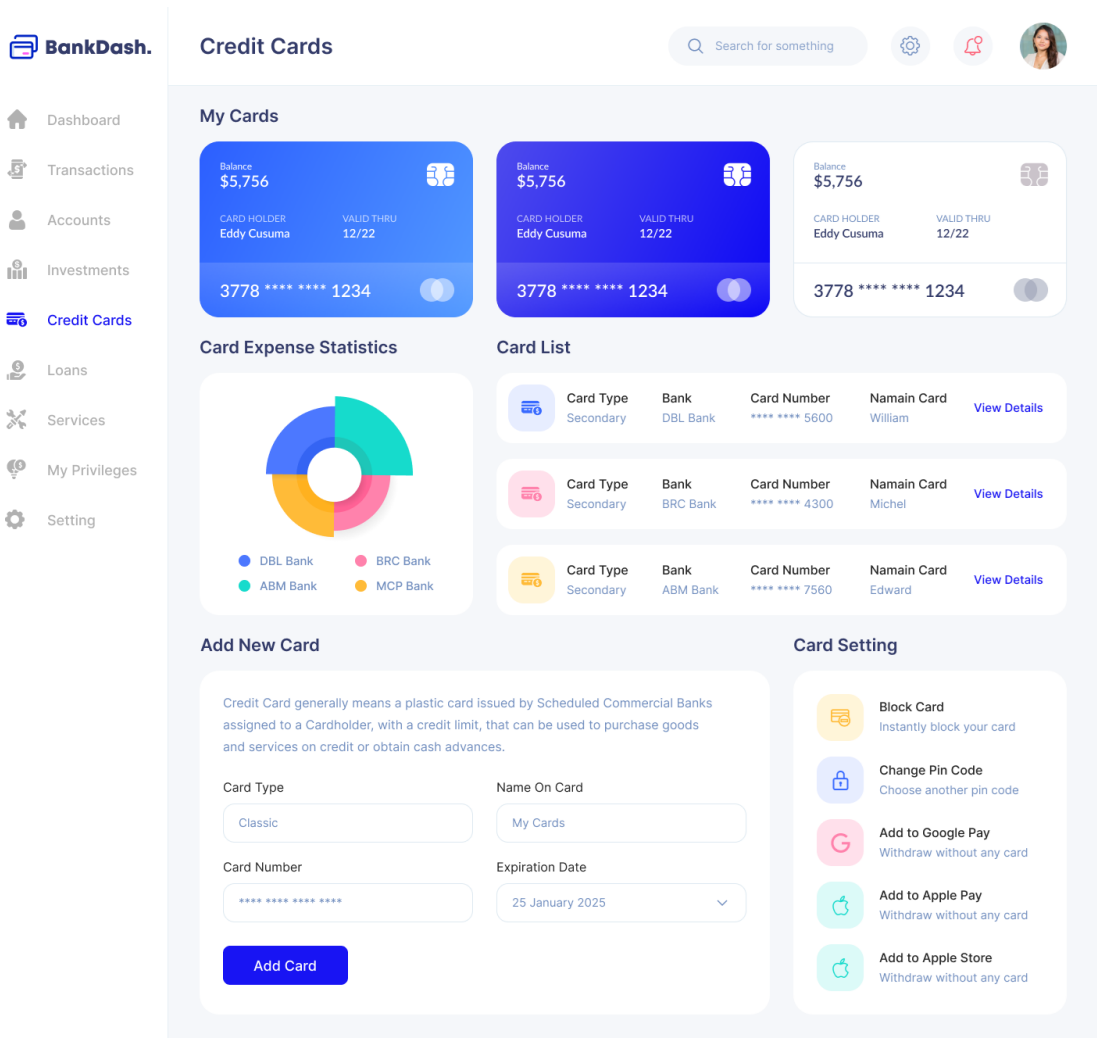 BankDash.
Credit Cards
Search for something
Dashboard
Transactions
Accounts
Investments
Credit Cards
Loans
Services
My Privileges
Setting
My Cards
Balance
$5,756
CARD HOLDER VALID THRU
Eddy Cusuma 12/22
3778 **** **** 1234
Balance
$5,756
CARD HOLDER VALID THRU
Eddy Cusuma 12/22
3778 **** **** 1234
Balance
$5,756
CARD HOLDER VALID THRU
Eddy Cusuma 12/22
3778 **** **** 1234
Card Expense Statistics
DBL Bank BRC Bank
ABM Bank MCP Bank
Card List
Card Type Bank Card Number Namain Card
Secondary DBL Bank **** **** 5600 William
View Details
Card Type Bank Card Number Namain Card
Secondary BRC Bank **** **** 4300 Michel
View Details
Card Type Bank Card Number Namain Card
Secondary ABM Bank **** **** 7560 Edward
View Details
Add New Card
Credit Card generally means a plastic card issued by Scheduled Commercial Banks
assigned to a Cardholder, with a credit limit, that can be used to purchase goods
and services on credit or obtain cash advances.
Card Type Name On Card
Classic My Cards
Card Number Expiration Date
**** **** **** **** 25 January 2025
Add Card
Card Setting
Block Card
Instantly block your card
Change Pin Code
Choose another pin code
Add to Google Pay
Withdraw without any card
Add to Apple Pay
Withdraw without any card
Add to Apple Store
Withdraw without any card